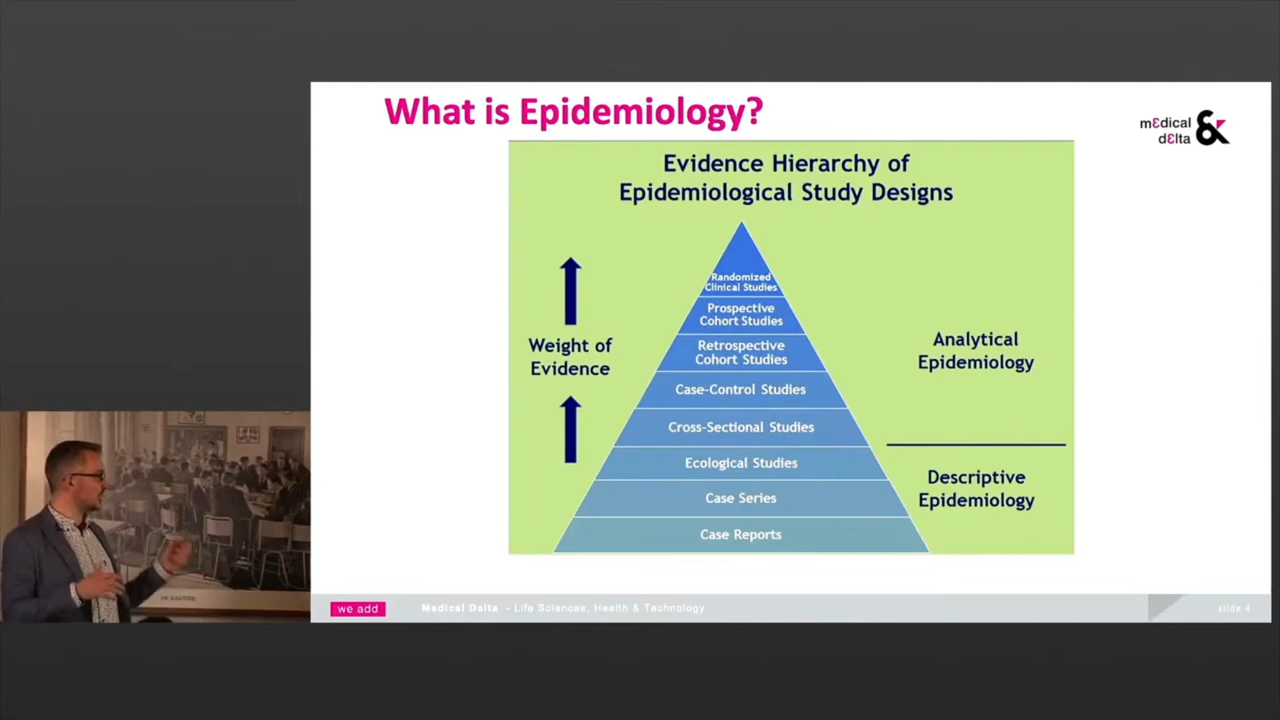 What is Epidemiology?
mƐdical
dƐlta
&
Evidence Hierarchy of
Epidemiological Study Designs
Randomized
Clinical Studies
Prospective
Cohort Studies
Retrospective
Cohort Studies
Case-Control Studies
Cross-Sectional Studies
Ecological Studies
Case Series
Case Reports
Weight of
Evidence
Analytical
Epidemiology
Descriptive
Epidemiology
we add
Medical Delta – Life Sciences, Health & Technology
slide 4